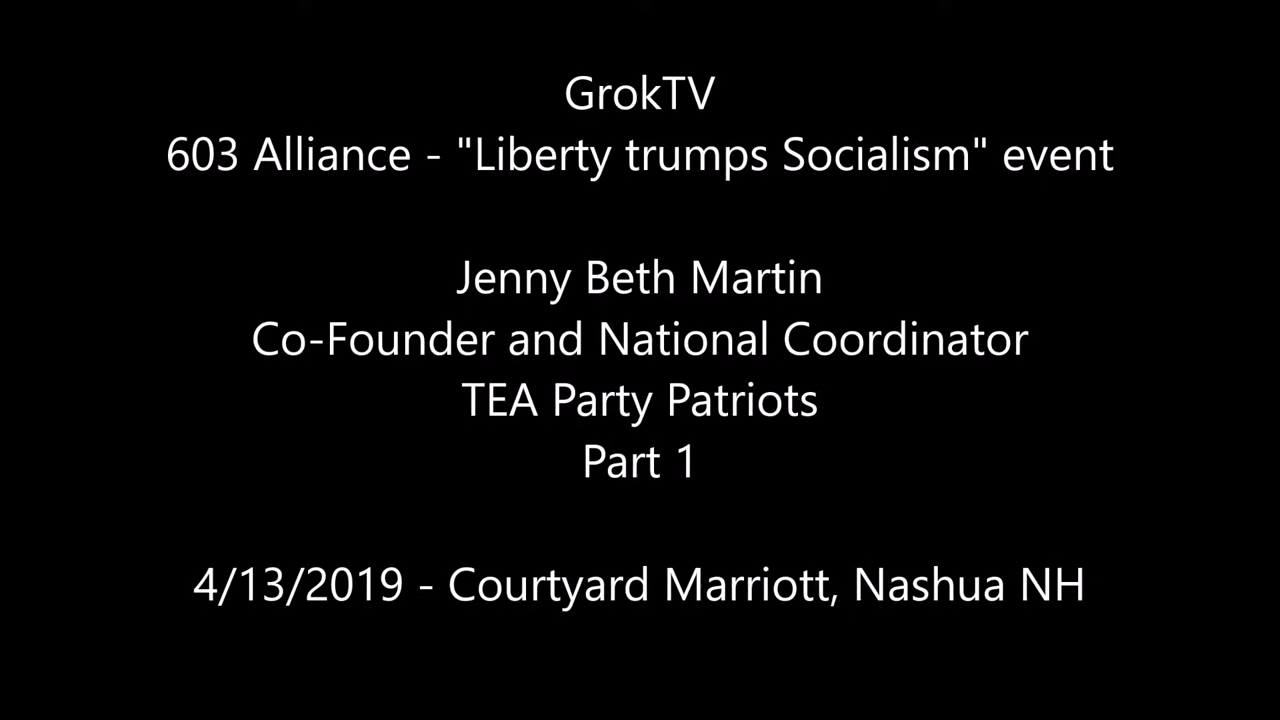 GrokTV
603 Alliance - "Liberty trumps Socialism" event
Jenny Beth Martin
Co-Founder and National Coordinator
TEA Party Patriots
Part 1
4/13/2019 - Courtyard Marriott, Nashua NH